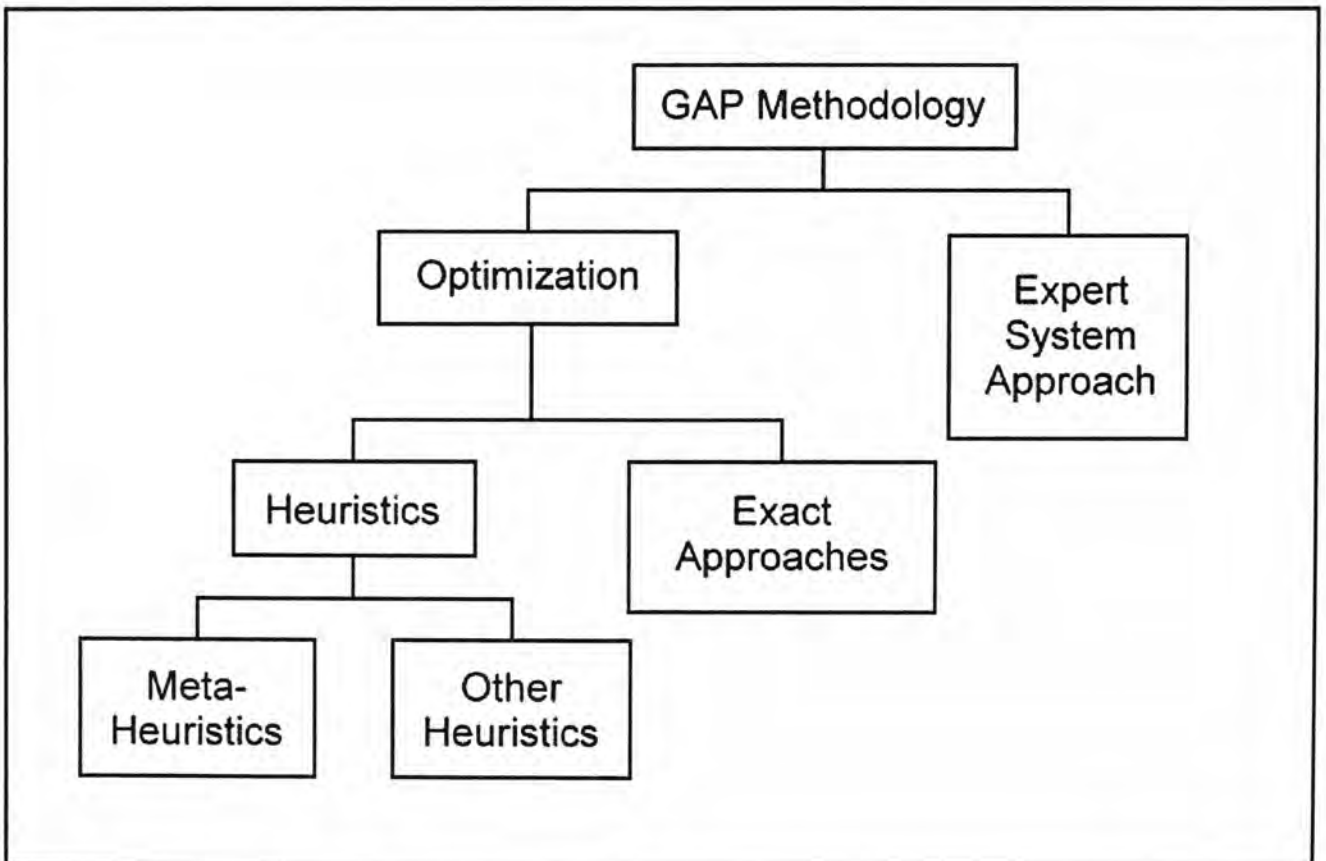 GAP Methodology
Optimization
Expert
System
Approach
Heuristics
Exact
Approaches
Meta-
Heuristics
Other
Heuristics